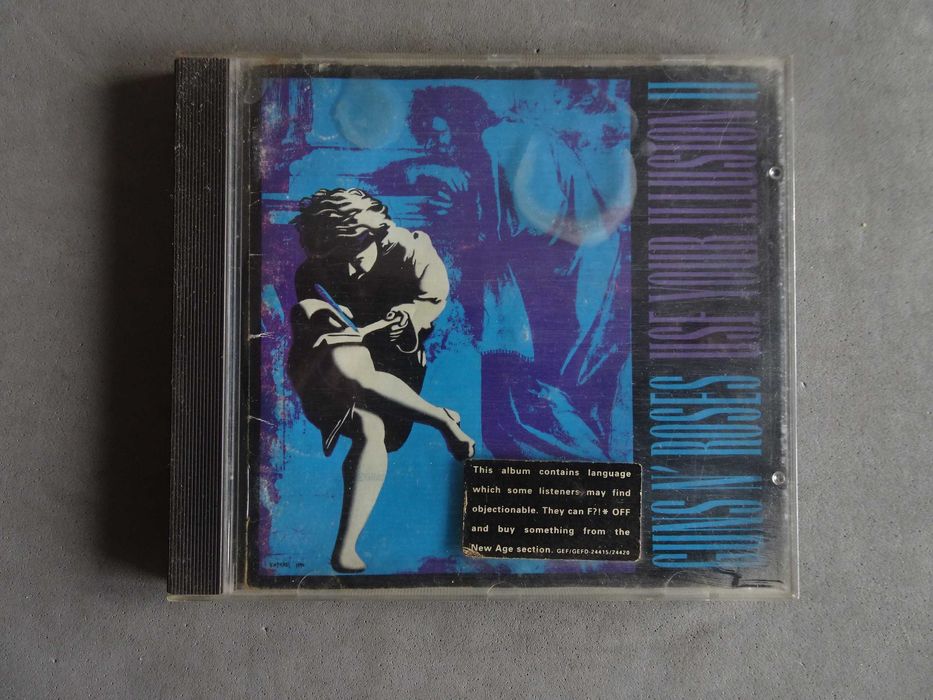 GUNS N' ROSES USE YOUR ILLUSION II
This album contains language
which some listeners may find
objectionable. They can F?!* OFF
and buy something from the
New Age section. GEF/GEFD-24415/24420